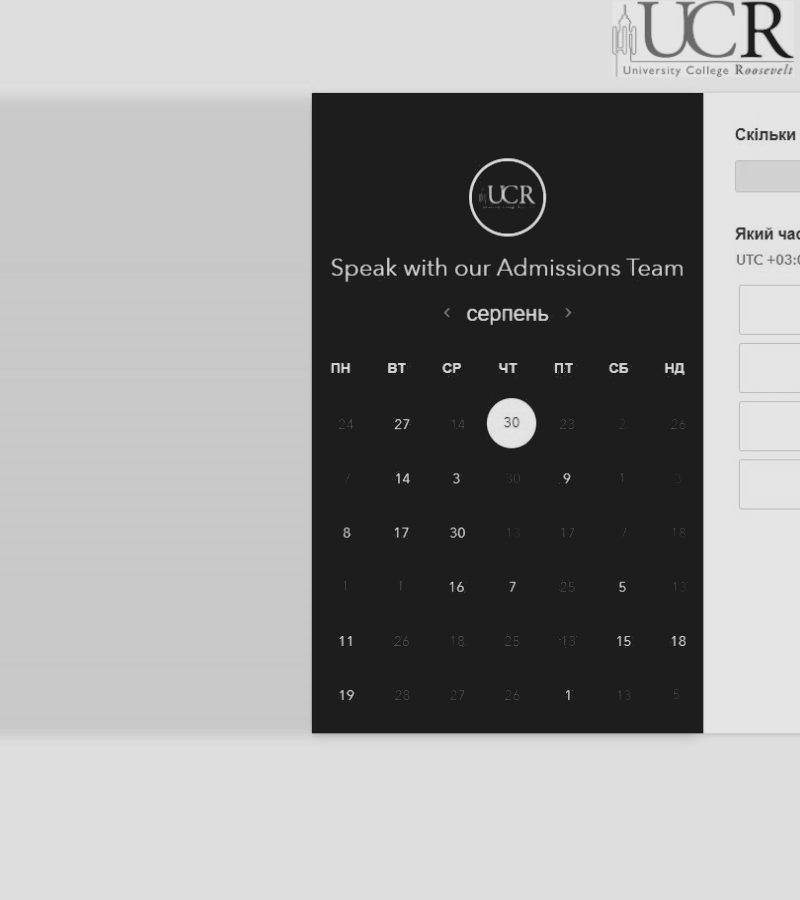 UCR
University College Roosevelt
UCR
Speak with our Admissions Team
< серпень >
ПН ВТ СР ЧТ ПТ СБ НД
24 27 14 30 23 2 26
7 14 3 30 9 1 3
8 17 30 13 17 7 18
1 1 16 7 25 5 13
11 26 18 25 13 15 18
19 28 27 26 1 13 5
Скільки
Який час
UTC +03:0